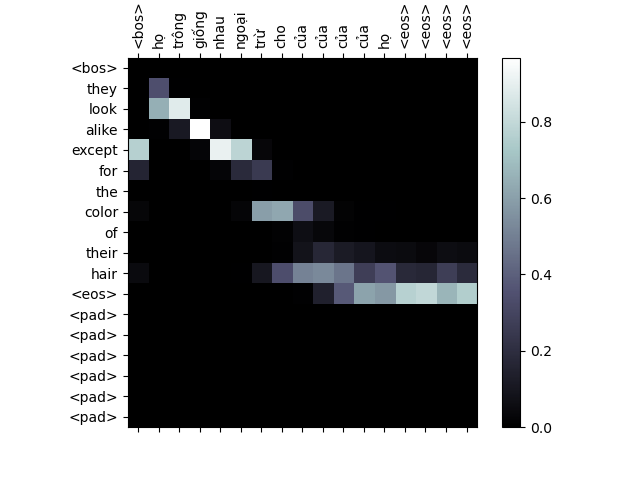 <bos> họ trông giống nhau ngoại trừ cho của của của của họ <eos> <eos> <eos> <eos>
<bos>
they
look
alike
except
for
the
color
of
their
hair
<eos>
<pad>
<pad>
<pad>
<pad>
<pad>
<pad>
0.8
0.6
0.4
0.2
0.0